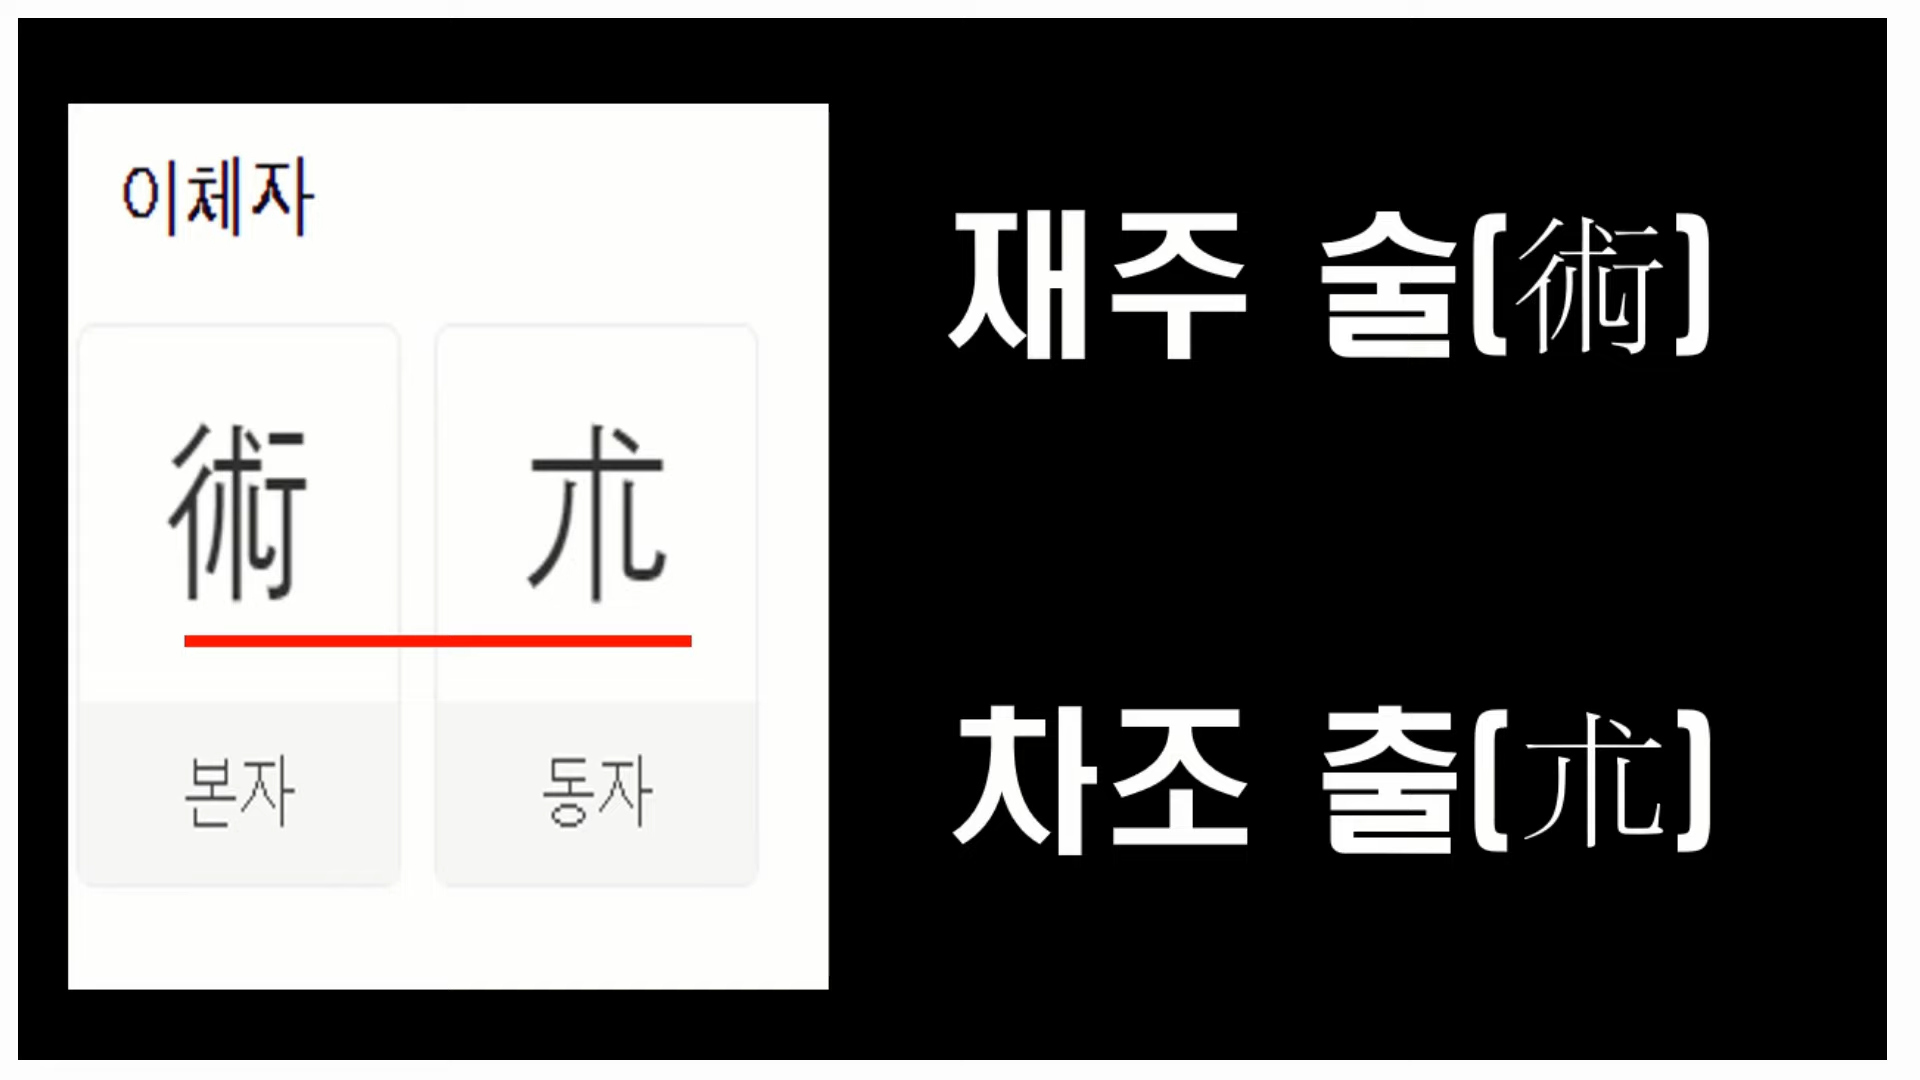 이체자
術 朮
본자 동자
재주 술(術)
차조 출(朮)